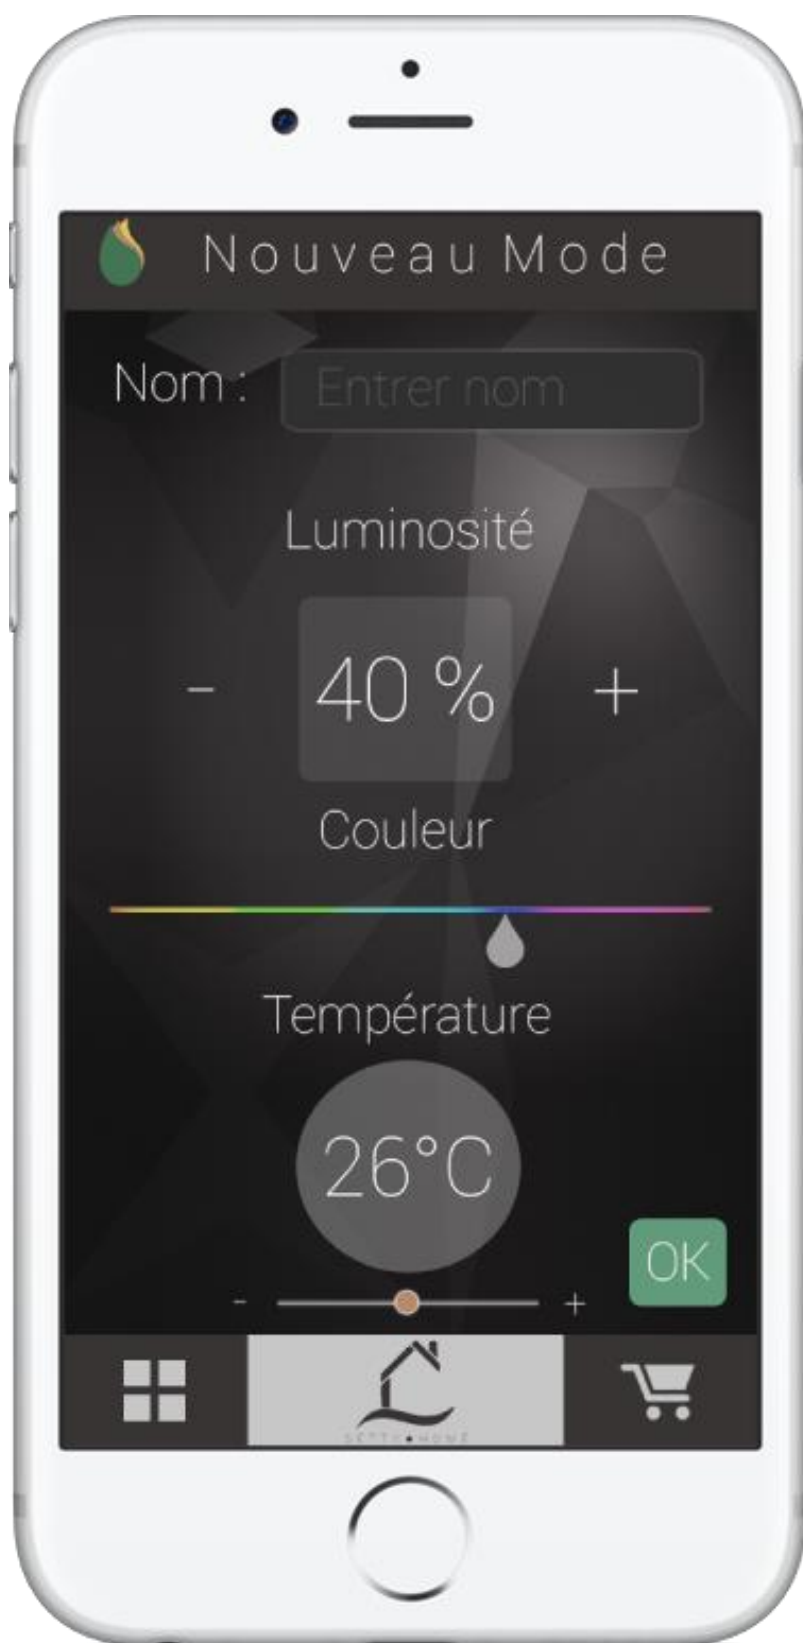 Nouveau Mode
Nom :
Entrer nom
Luminosité
- 40 % +
Couleur
Température
26°C
OK
- +